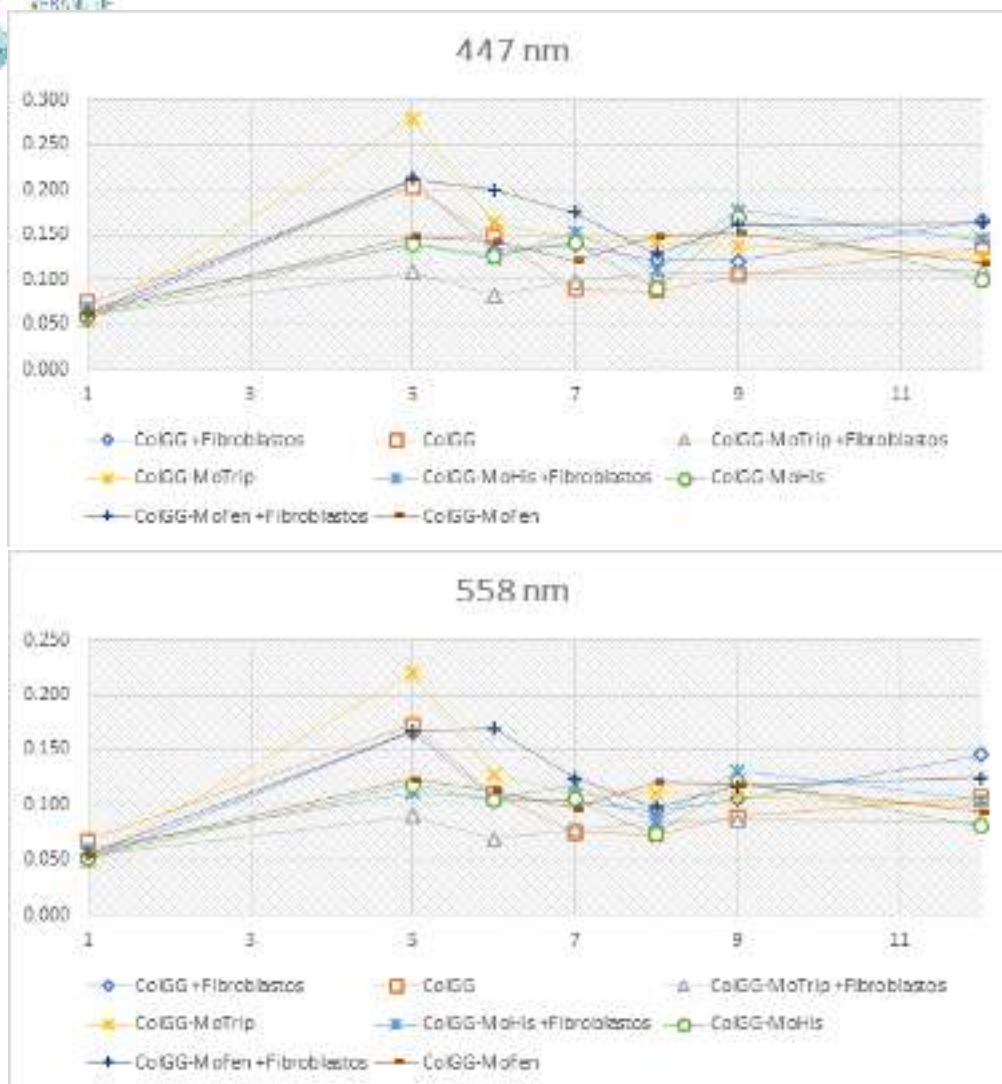 447 nm
0.300
0.250
0.200
0.150
0.100
0.050
0.000
1 3 5 7 9 11
ColGG +Fibroblastos ColGG ColGG-MoTrip +Fibroblastos
ColGG-MoTrip ColGG-MoHis +Fibroblastos ColGG-MoHis
ColGG-Mofen +Fibroblastos ColGG-Mofen
558 nm
0.250
0.200
0.150
0.100
0.050
0.000
1 3 5 7 9 11
ColGG +Fibroblastos ColGG ColGG-MoTrip +Fibroblastos
ColGG-MoTrip ColGG-MoHis +Fibroblastos ColGG-MoHis
ColGG-Mofen +Fibroblastos ColGG-Mofen